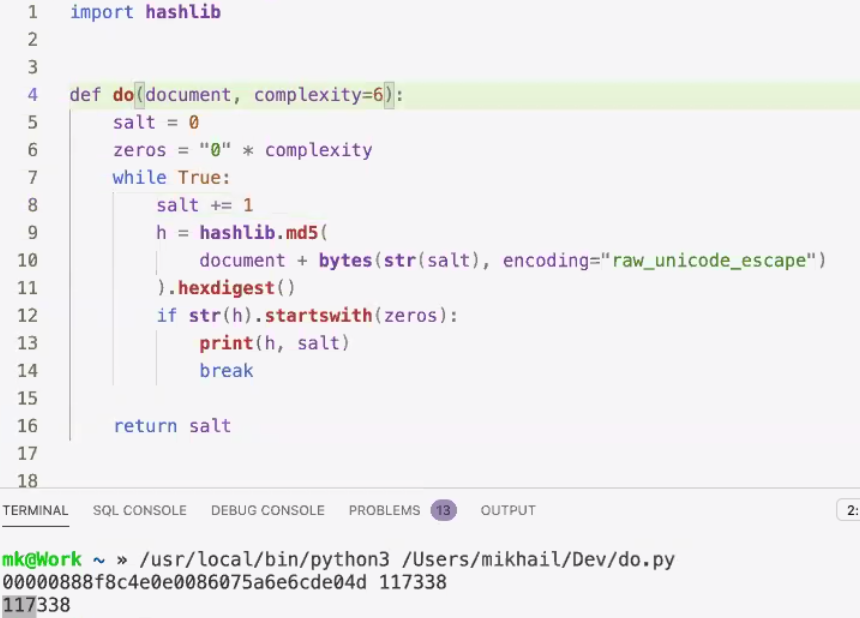 1 import hashlib
2
3
4 def do(document, complexity=6):
5 salt = 0
6 zeros = "0" * complexity
7 while True:
8 salt += 1
9 h = hashlib.md5(
10 document + bytes(str(salt), encoding="raw_unicode_escape")
11 ).hexdigest()
12 if str(h).startswith(zeros):
13 print(h, salt)
14 break
15
16 return salt
17
18
TERMINAL SQL CONSOLE DEBUG CONSOLE PROBLEMS 13 OUTPUT 2:
mk@Work ~ » /usr/local/bin/python3 /Users/mikhail/Dev/do.py
00000888f8c4e0e0086075a6e6cde04d 117338
117338